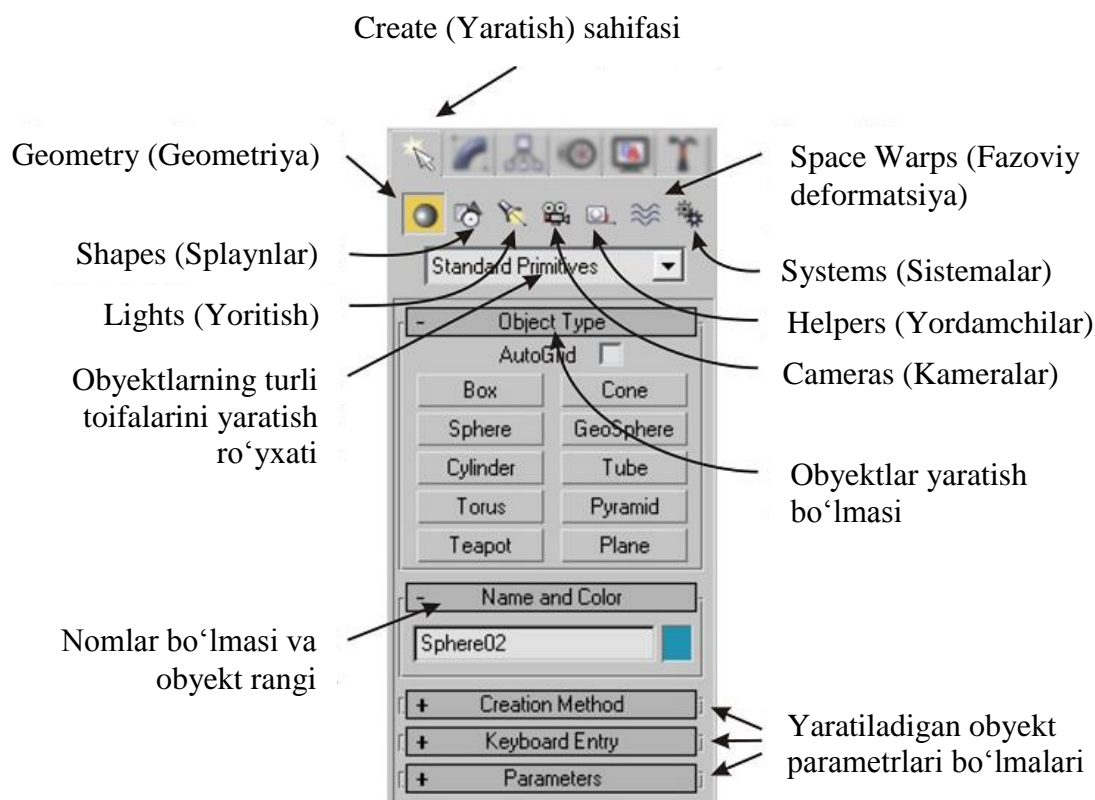 Create (Yaratish) sahifasi
Geometry (Geometriya)
Shapes (Splaynlar)
Lights (Yoritish)
Obyektlarning turli
toifalarini yaratish
ro‘yxati
Nomlar bo‘lmasi va
obyekt rangi
Standard Primitives
- Object Type
AutoGrid
Box Cone
Sphere GeoSphere
Cylinder Tube
Torus Pyramid
Teapot Plane
- Name and Color
Sphere02
+ Creation Method
+ Keyboard Entry
+ Parameters
Space Warps (Fazoviy
deformatsiya)
Systems (Sistemalar)
Helpers (Yordamchilar)
Cameras (Kameralar)
Obyektlar yaratish
bo‘lmasi
Yaratiladigan obyekt
parametrlari bo‘lmalari